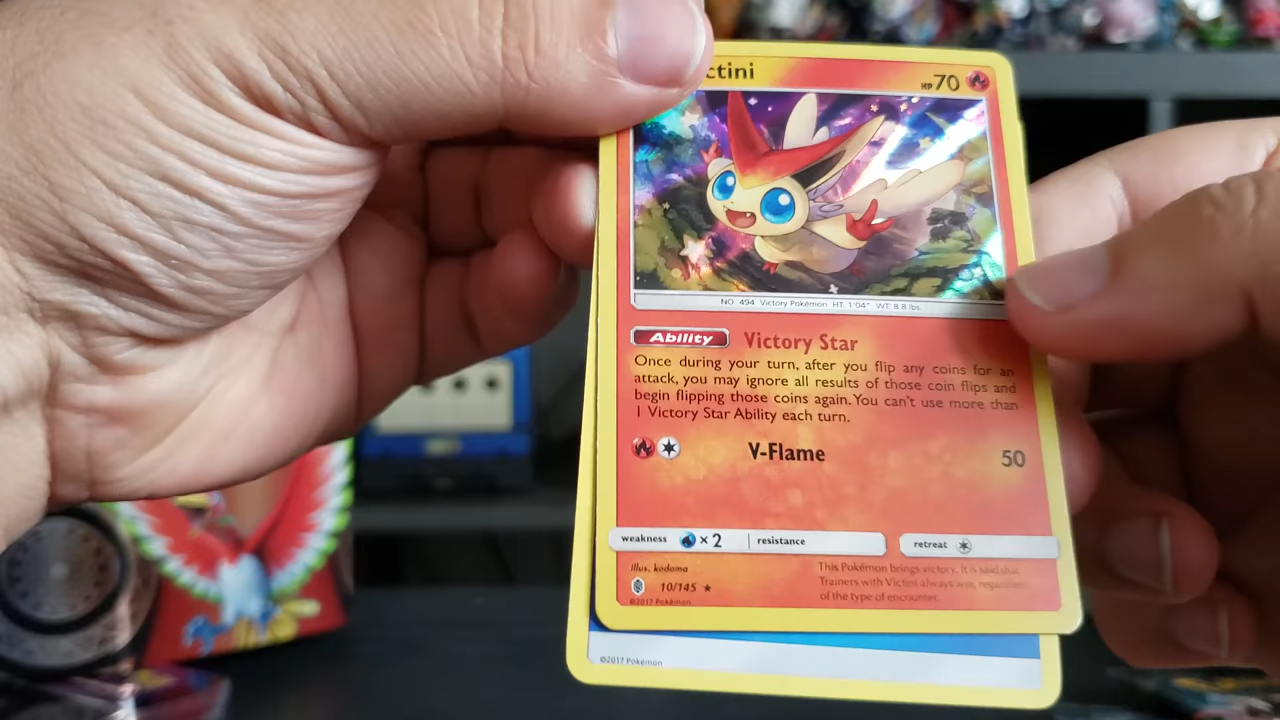 ctini
HP 70
NO. 494 Victory Pokémon HT: 1'04" WT: 8.8 lbs.
Ability Victory Star
Once during your turn, after you flip any coins for an
attack, you may ignore all results of those coin flips and
begin flipping those coins again. You can't use more than
1 Victory Star Ability each turn.
V-Flame 50
weakness ×2 resistance retreat
Illus. kodama
10/145
©2017 Pokémon
This Pokémon brings victory. It is said that
Trainers with Victini always win, regardless
of the type of encounter.
©2017 Pokémon